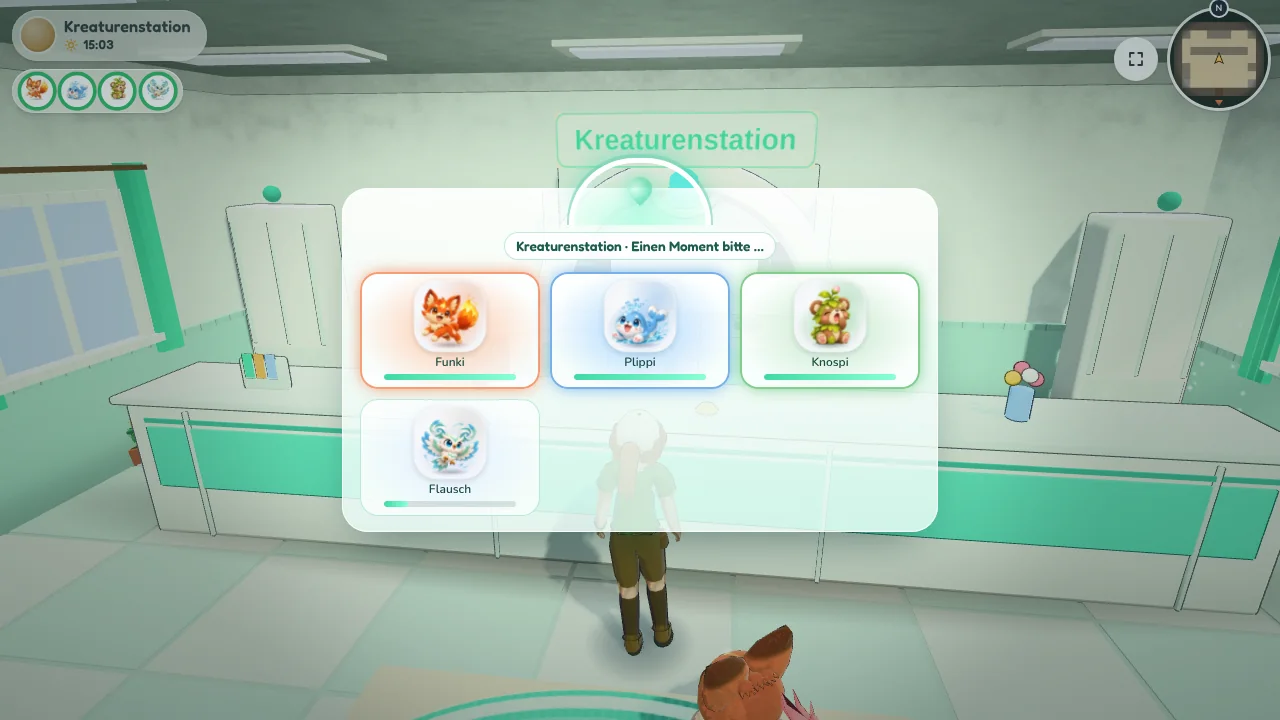 Kreaturenstation
15:03
N
Kreaturenstation
Kreaturenstation · Einen Moment bitte ...
Funki
Plippi
Knospi
Flausch